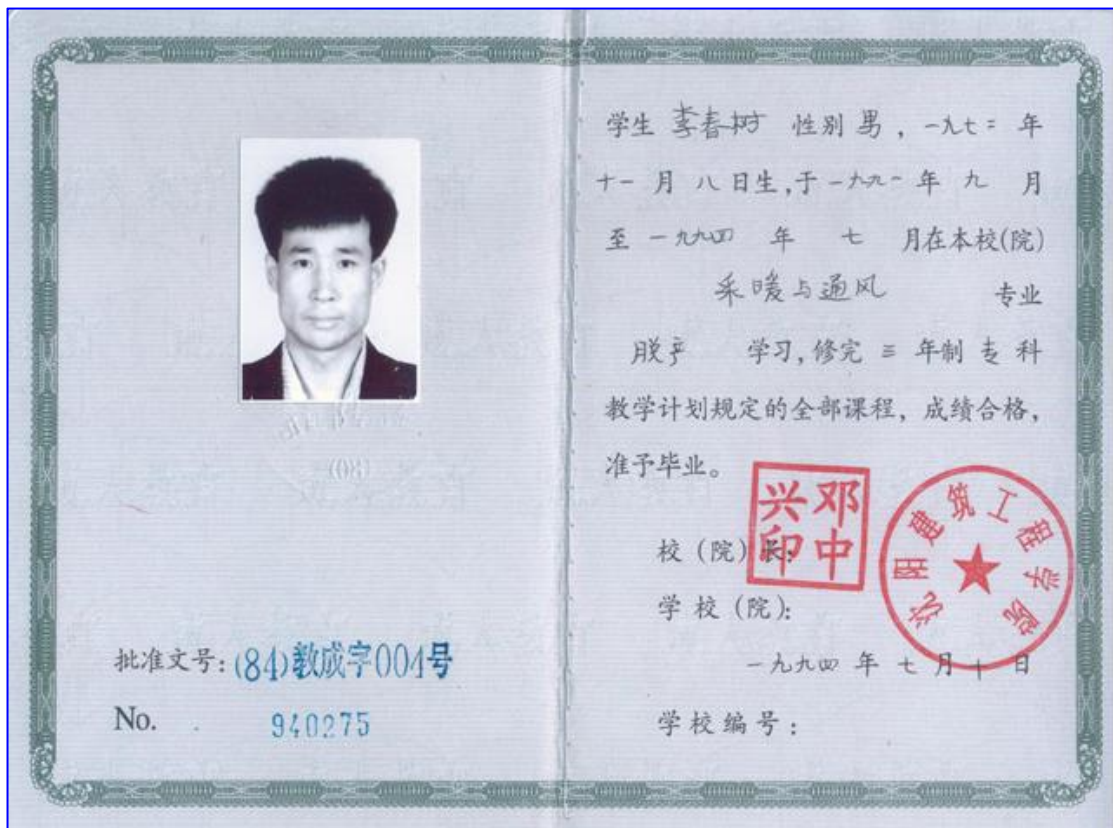 批准文号:(84)教成字004号
No. 940275
学生 李春树 性别 男,一九七二 年
十一 月 八 日生,于 一九九一 年 九 月
至 一九九四 年 七 月在本校(院)
采暖与通风 专业
脱产 学习,修完 三 年制 专 科
教学计划规定的全部课程,成绩合格,
准予毕业。
校(院)长:
邓中兴印
学校(院):
沈阳建筑工程学院
一九九四 年 七 月 十 日
学校编号: